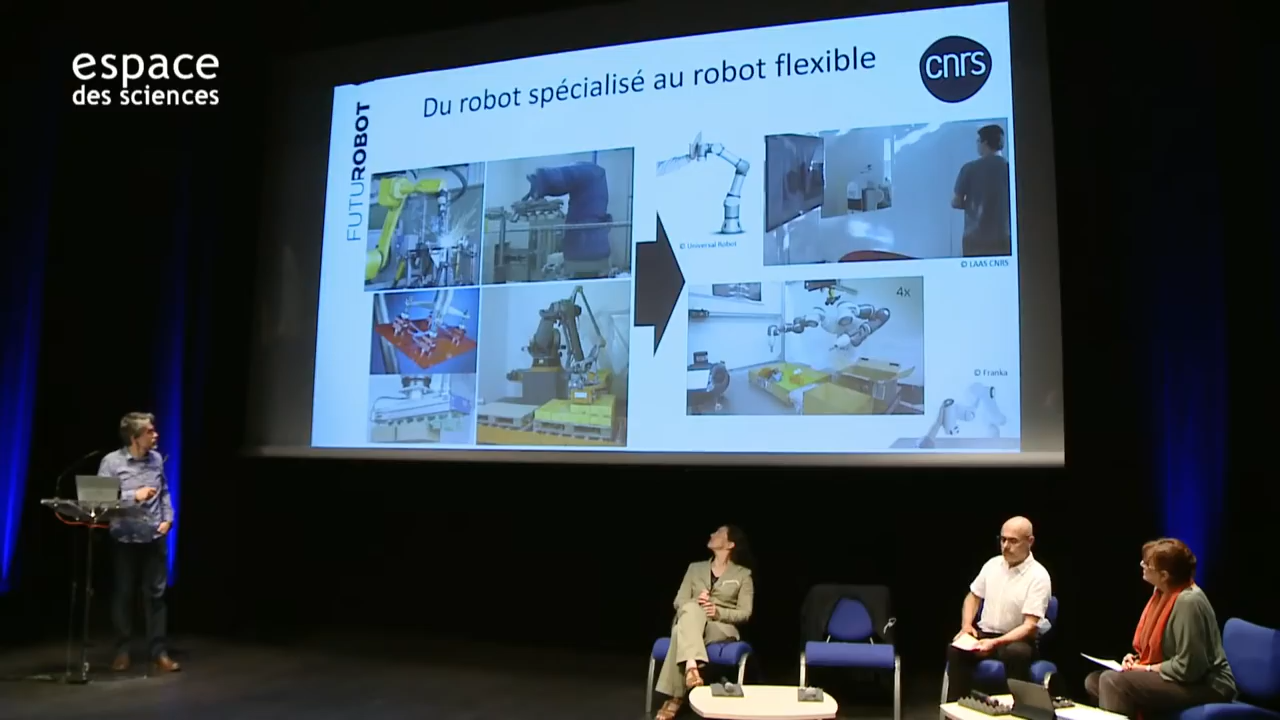 espace
des sciences
Du robot spécialisé au robot flexible
cnrs
FUTUROBOT
© Universal Robot
© LAAS CNRS
4x
© Franka